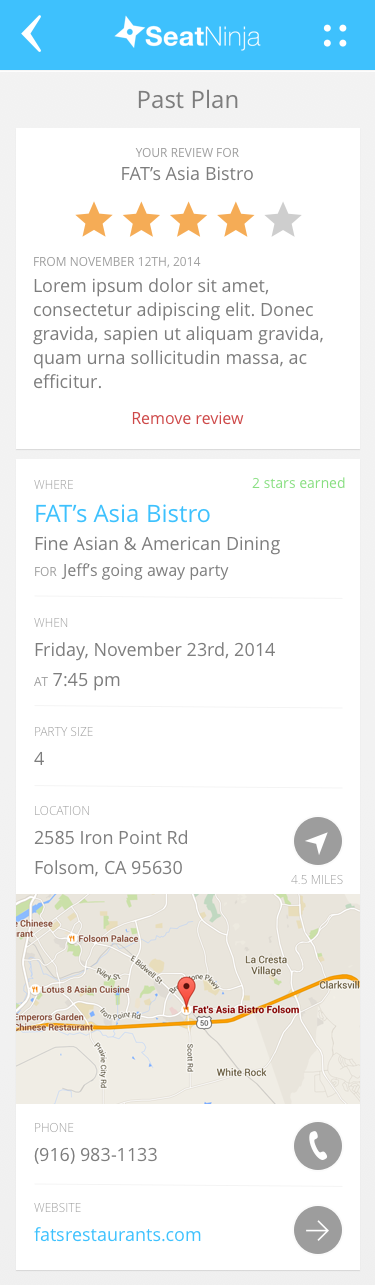 SeatNinja
Past Plan
YOUR REVIEW FOR
FAT's Asia Bistro
FROM NOVEMBER 12TH, 2014
Lorem ipsum dolor sit amet,
consectetur adipiscing elit. Donec
gravida, sapien ut aliquam gravida,
quam urna sollicitudin massa, ac
efficitur.
Remove review
WHERE
2 stars earned
FAT's Asia Bistro
Fine Asian & American Dining
FOR Jeff's going away party
WHEN
Friday, November 23rd, 2014
AT 7:45 pm
PARTY SIZE
4
LOCATION
2585 Iron Point Rd
Folsom, CA 95630
4.5 MILES
e Chinese
rant
Folsom Palace
E Bidwell St
La Cresta
Village
Riley St
Lotus 8 Asian Cuisine
one Pkwy
Clarksvill
Emperors Garden
Chinese Restaurant
Iron Point Rd
Fat's Asia Bistro Folsom
50
Prairie City Rd
Scott Rd
White Rock
PHONE
(916) 983-1133
WEBSITE
fatsrestaurants.com